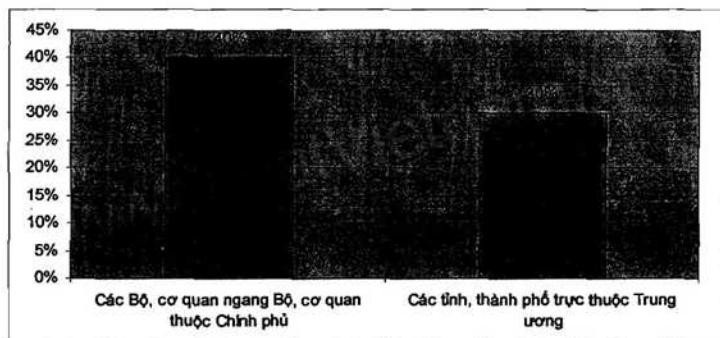 45%
40%
35%
30%
25%
20%
15%
10%
5%
0%
Các Bộ, cơ quan ngang Bộ, cơ quan
thuộc Chính phủ
Các tỉnh, thành phố trực thuộc Trung
ương